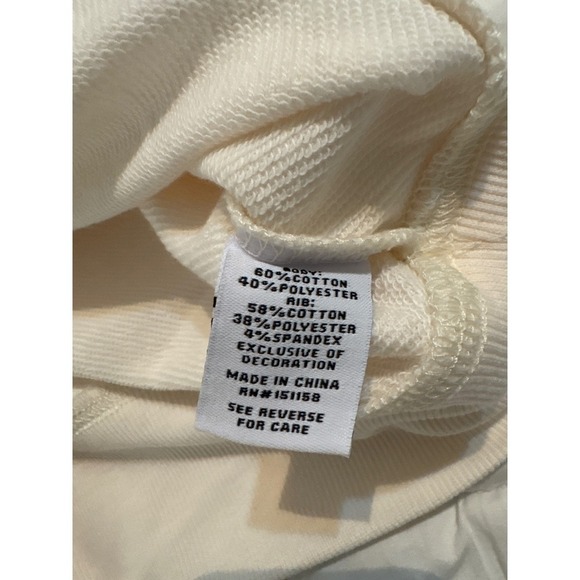 BODY:
60%COTTON
40%POLYESTER
RIB:
58%COTTON
38%POLYESTER
4%SPANDEX
EXCLUSIVE OF
DECORATION
MADE IN CHINA
RN#151158
SEE REVERSE
FOR CARE